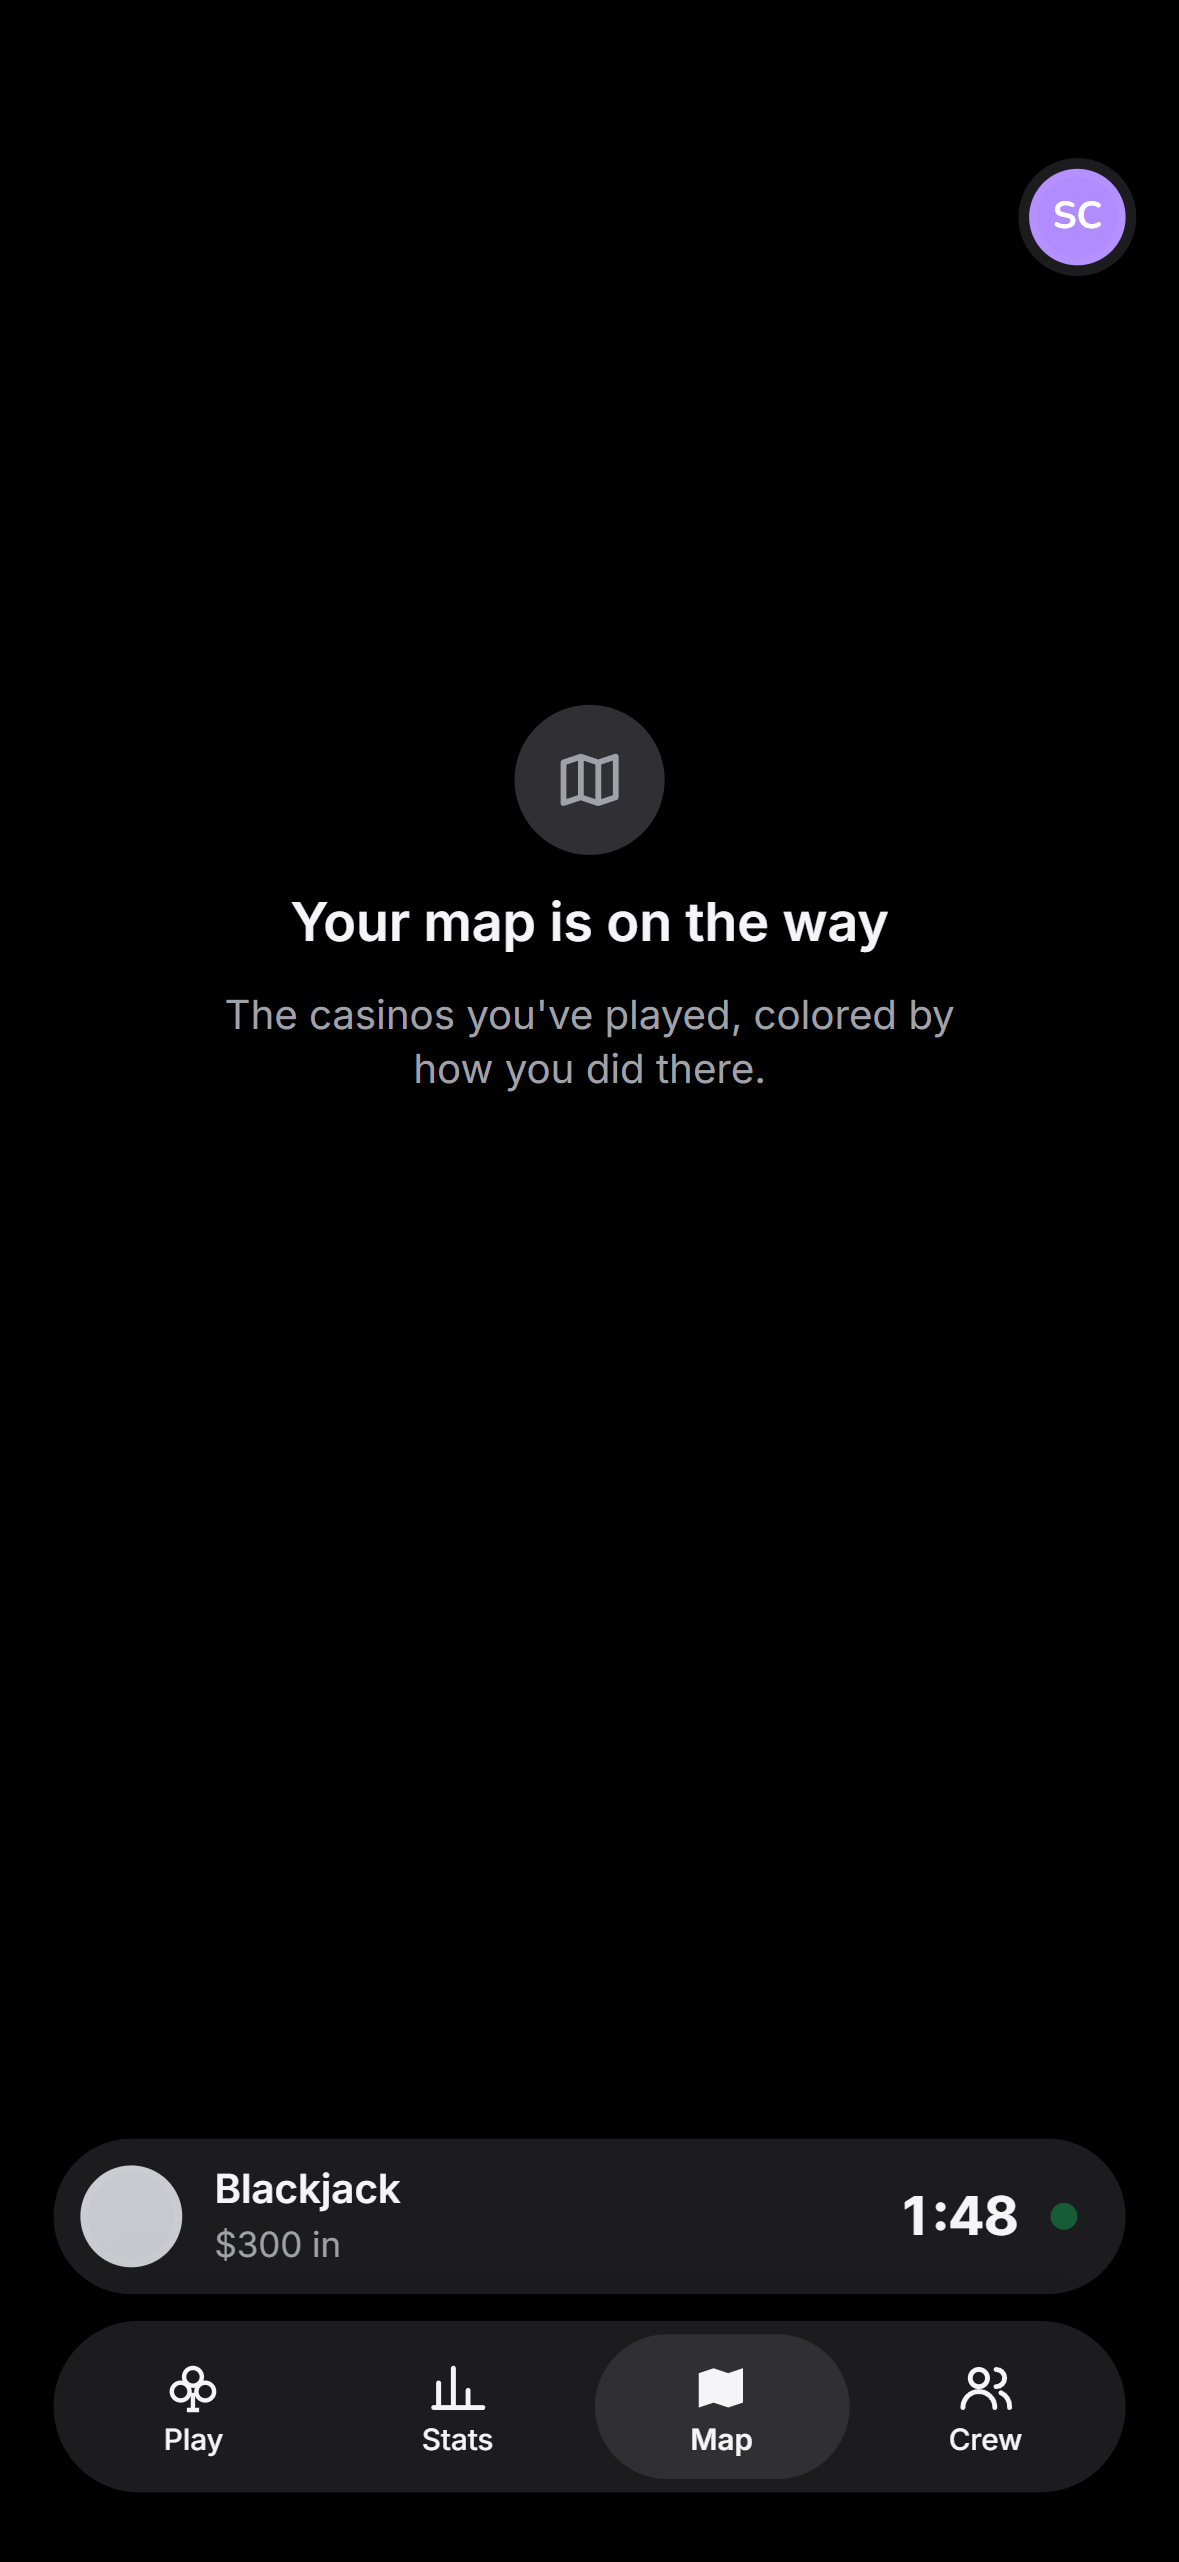 SC
Your map is on the way
The casinos you've played, colored by
how you did there.
Blackjack
$300 in
1:48
Play
Stats
Map
Crew